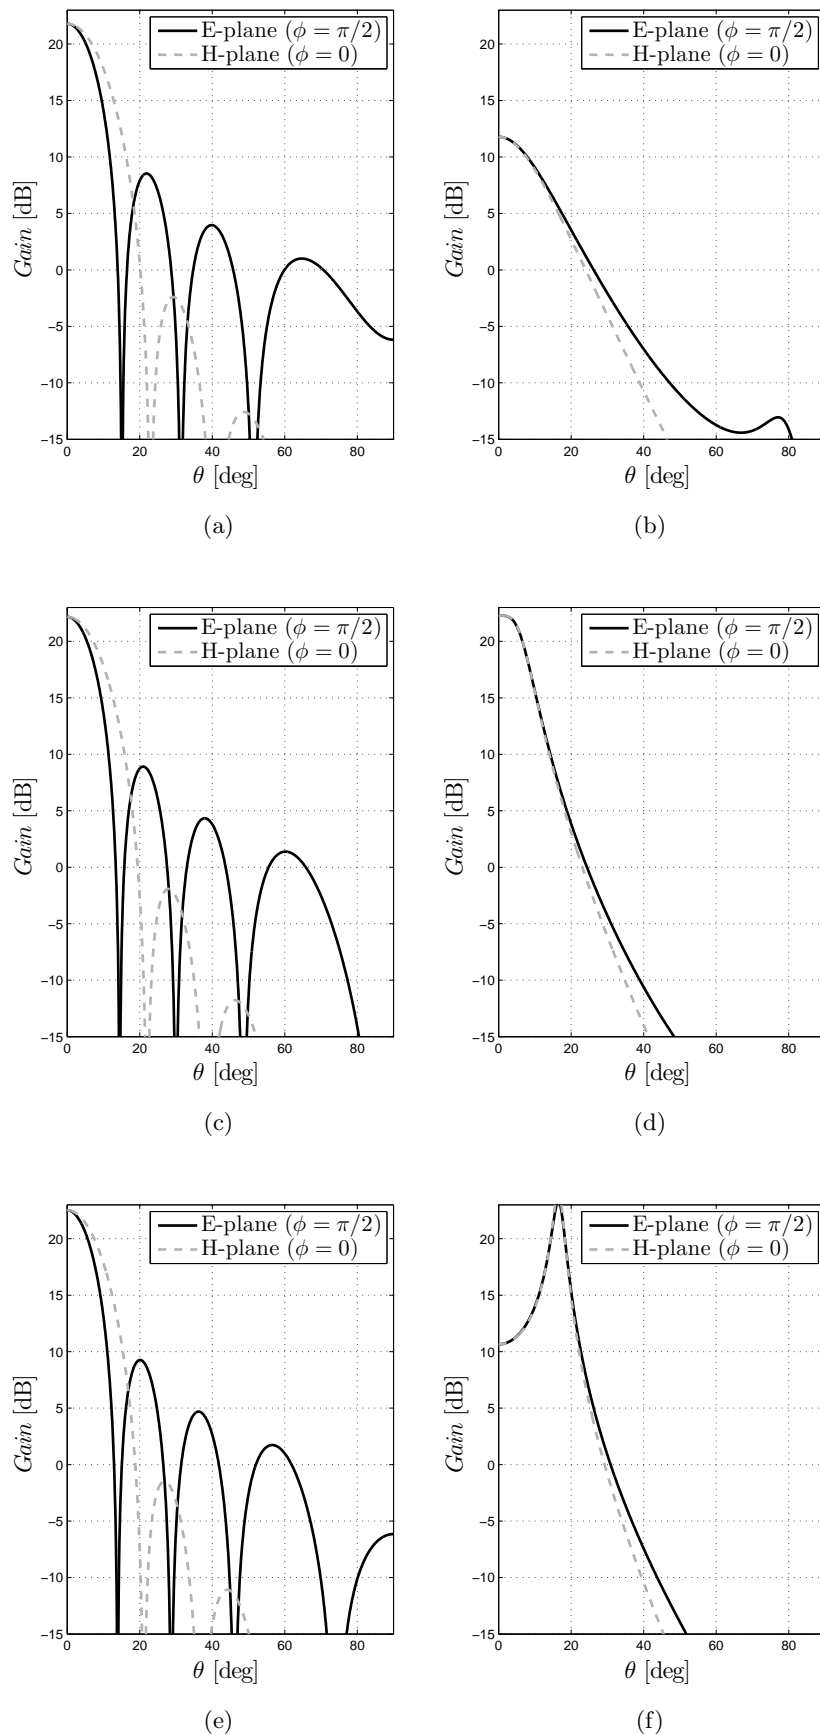 E-plane (ϕ = π/2)
H-plane (ϕ = 0)
20
15
10
5
0
−5
−10
−15
Gain [dB]
0 20 40 60 80
θ [deg]
(a)
E-plane (ϕ = π/2)
H-plane (ϕ = 0)
20
15
10
5
0
−5
−10
−15
Gain [dB]
0 20 40 60 80
θ [deg]
(b)
E-plane (ϕ = π/2)
H-plane (ϕ = 0)
20
15
10
5
0
−5
−10
−15
Gain [dB]
0 20 40 60 80
θ [deg]
(c)
E-plane (ϕ = π/2)
H-plane (ϕ = 0)
20
15
10
5
0
−5
−10
−15
Gain [dB]
0 20 40 60 80
θ [deg]
(d)
E-plane (ϕ = π/2)
H-plane (ϕ = 0)
20
15
10
5
0
−5
−10
−15
Gain [dB]
0 20 40 60 80
θ [deg]
(e)
E-plane (ϕ = π/2)
H-plane (ϕ = 0)
20
15
10
5
0
−5
−10
−15
Gain [dB]
0 20 40 60 80
θ [deg]
(f)